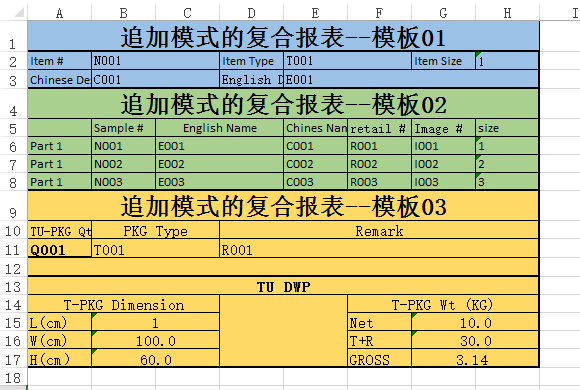 A B C D E F G H I
1 追加模式的复合报表--模板01
2 Item # N001 Item Type T001 Item Size 1
3 Chinese De C001 English D E001
4 追加模式的复合报表--模板02
5 Sample # English Name Chines Nam retail # Image # size
6 Part 1 N001 E001 C001 R001 I001 1
7 Part 1 N002 E002 C002 R002 I002 2
8 Part 1 N003 E003 C003 R003 I003 3
9 追加模式的复合报表--模板03
10 TU-PKG Qt PKG Type Remark
11 Q001 T001 R001
12
13 TU DWP
14 T-PKG Dimension T-PKG Wt (KG)
15 L(cm) 1 Net 10.0
16 W(cm) 100.0 T+R 30.0
17 H(cm) 60.0 GROSS 3.14
18